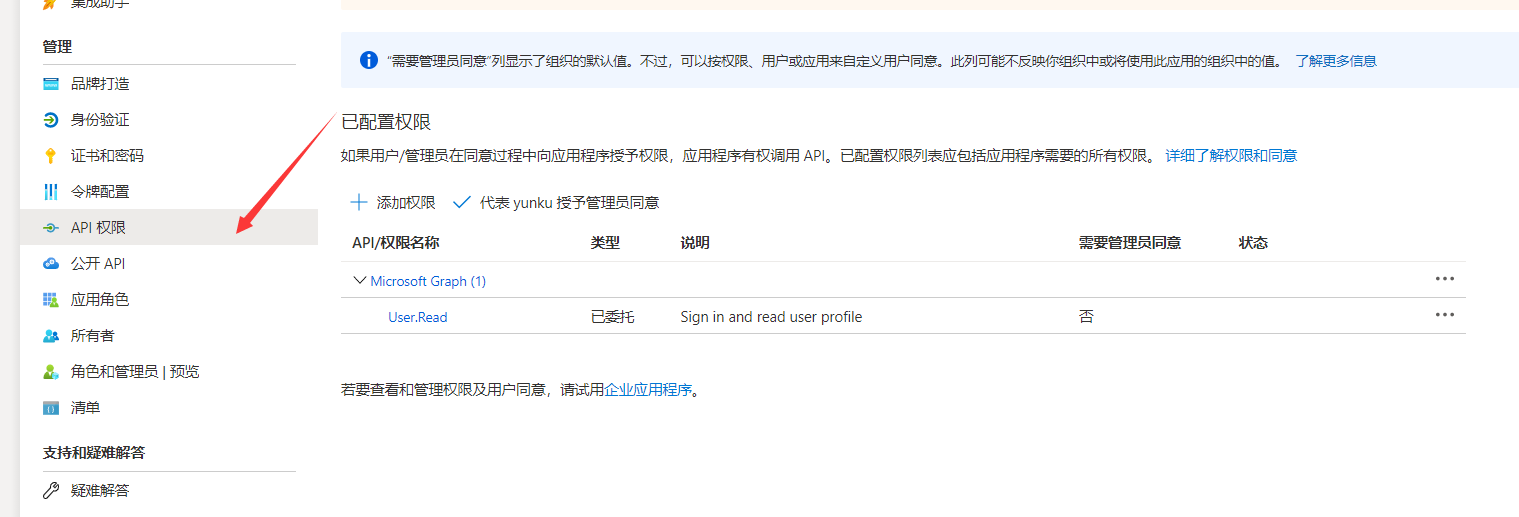 集成助手
管理
品牌打造
身份验证
证书和密码
令牌配置
API 权限
公开 API
应用角色
所有者
角色和管理员 | 预览
清单
支持和疑难解答
疑难解答
“需要管理员同意”列显示了组织的默认值。不过，可以按权限、用户或应用来自定义用户同意。此列可能不反映你组织中或将使用此应用的组织中的值。 了解更多信息
已配置权限
如果用户/管理员在同意过程中向应用程序授予权限，应用程序有权调用 API。已配置权限列表应包括应用程序需要的所有权限。 详细了解权限和同意
添加权限 代表 yunku 授予管理员同意
API/权限名称 类型 说明 需要管理员同意 状态
Microsoft Graph (1) ···
User.Read 已委托 Sign in and read user profile 否 ···
若要查看和管理权限及用户同意，请试用企业应用程序。